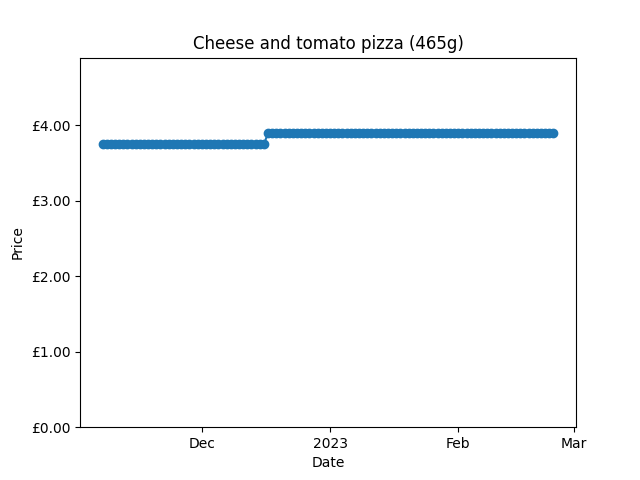 Cheese and tomato pizza (465g)
£4.00
£3.00
£2.00
£1.00
£0.00
Price
Dec
2023
Feb
Mar
Date